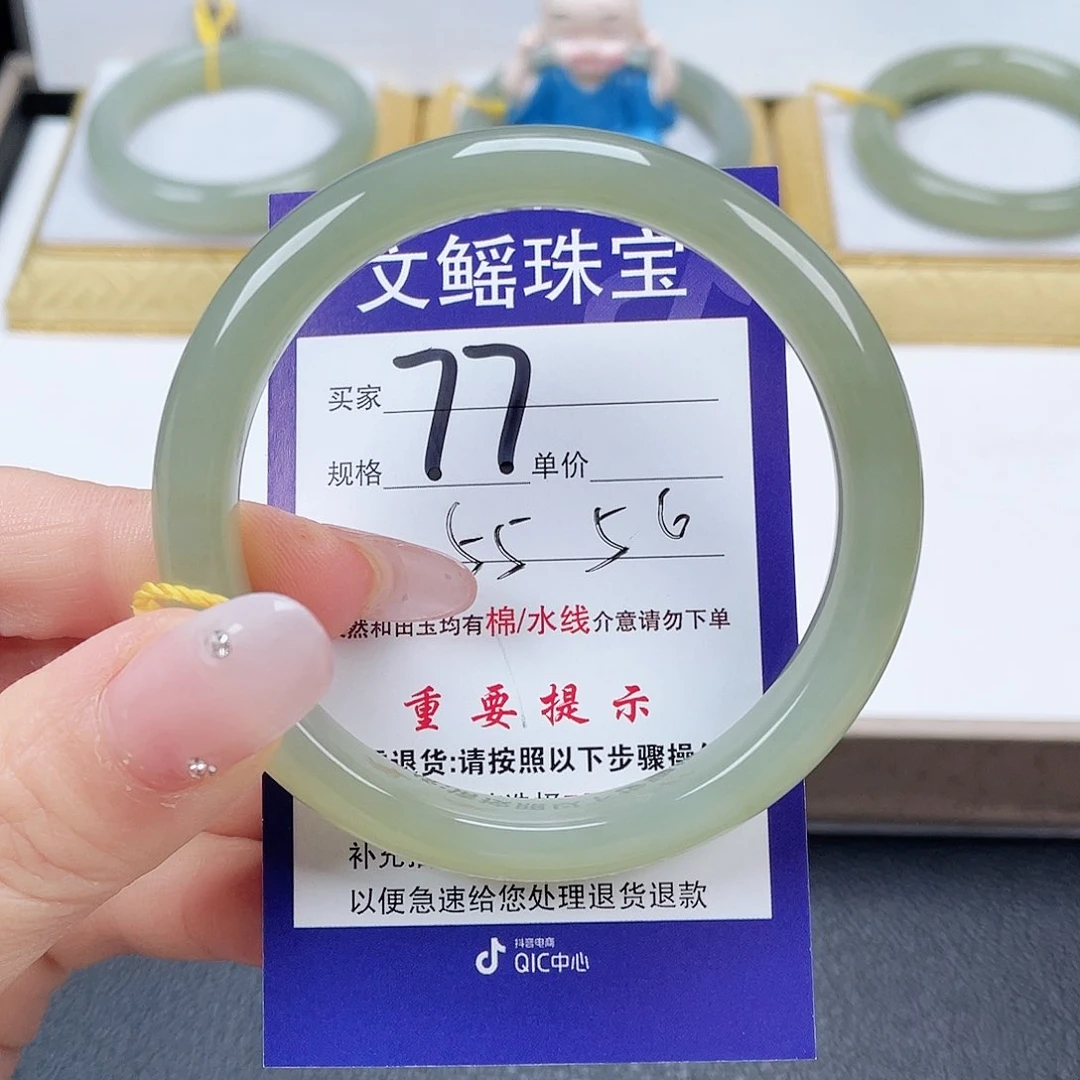 文鳐珠宝
买家 77
规格 单价
55 56
然和田玉均有棉/水线介意请勿下单
重要提示
退货:请按照以下步骤操
补充
以便急速给您处理退货退款
抖音电商
QIC中心